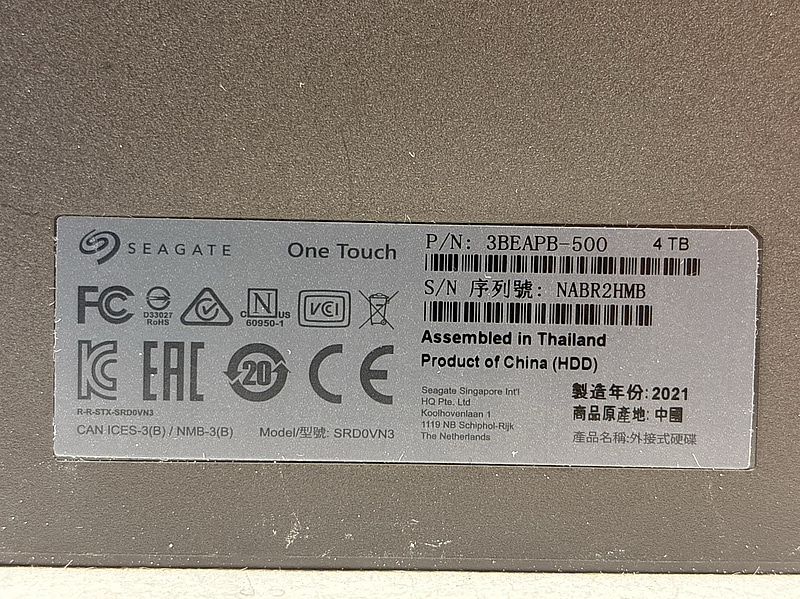 SEAGATE One Touch
P/N: 3BEAPB-500 4 TB
S/N 序列號: NABR2HMB
FC D33027 RoHS c N us 60950-1 VCI
Assembled in Thailand
Product of China (HDD)
KC EAC 20 CE
R-R-STX-SRD0VN3
CAN ICES-3(B) / NMB-3(B) Model/型號: SRD0VN3
Seagate Singapore Int'l
HQ Pte. Ltd
Koolhovenlaan 1
1119 NB Schiphol-Rijk
The Netherlands
製造年份: 2021
商品原產地: 中國
產品名稱:外接式硬碟